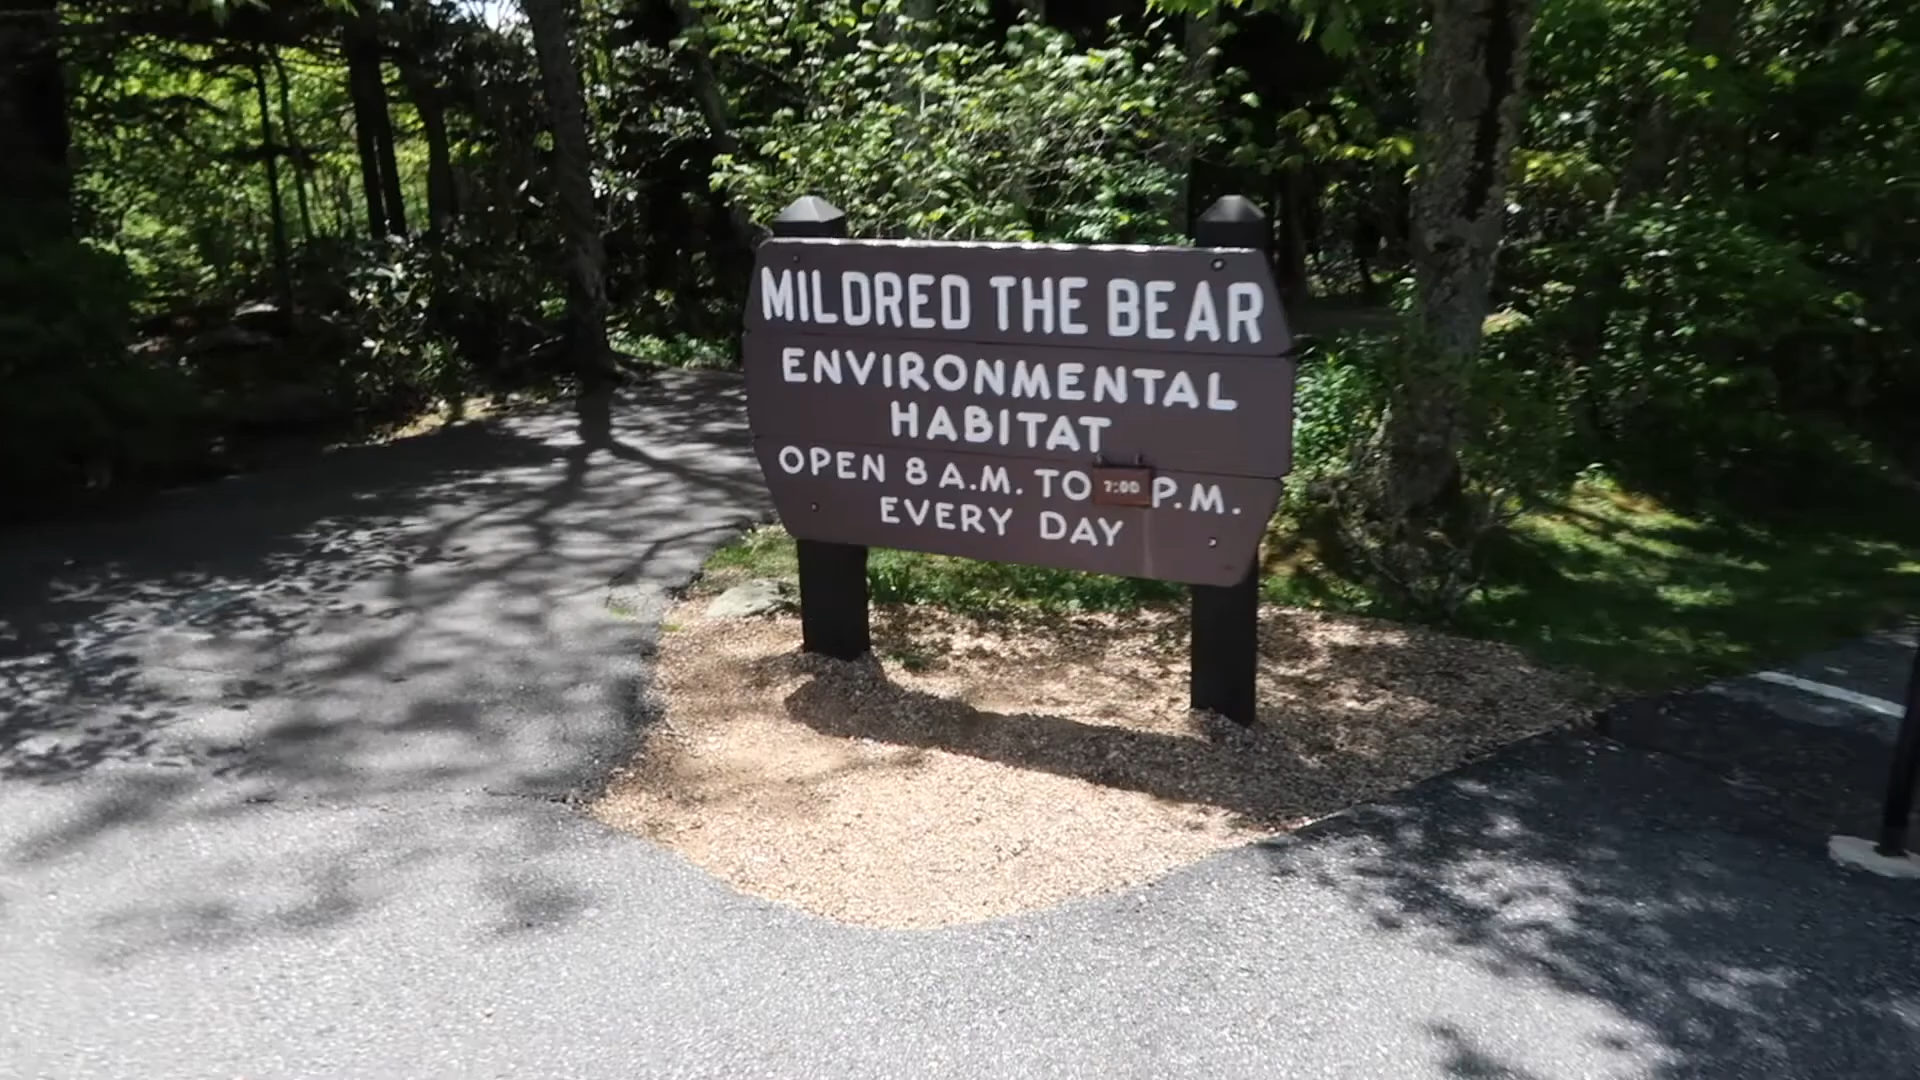 MILDRED THE BEAR
ENVIRONMENTAL
HABITAT
OPEN 8 A.M. TO 7:00 P.M.
EVERY DAY